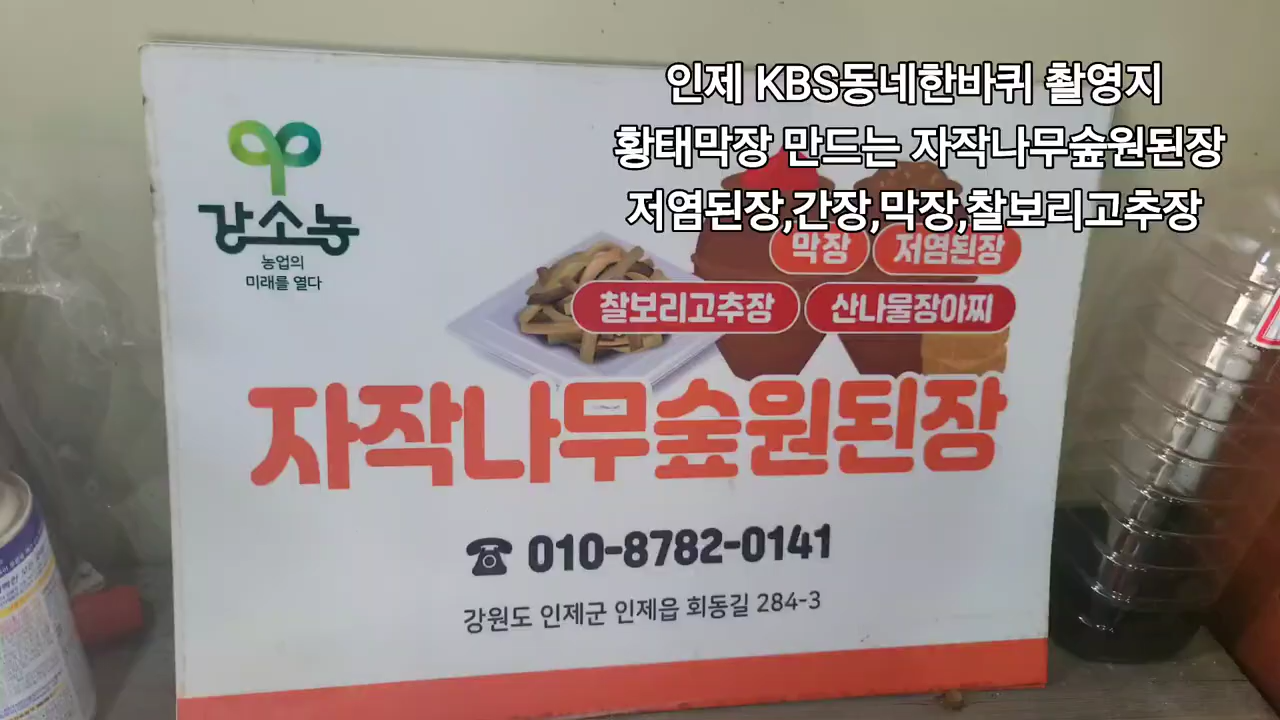 인제 KBS동네한바퀴 촬영지
황태막장 만드는 자작나무숲원된장
저염된장,간장,막장,찰보리고추장
강소농
농업의
미래를 열다
막장 저염된장
찰보리고추장 산나물장아찌
자작나무숲원된장
☎ 010-8782-0141
강원도 인제군 인제읍 회동길 284-3